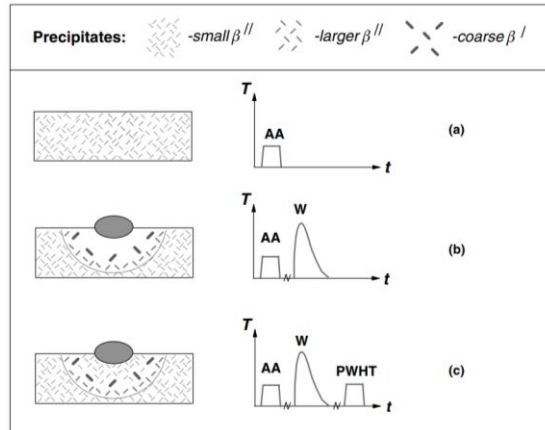 Precipitates: -small β// -larger β// -coarse β/
T
AA
t
(a)
T
W
AA
t
(b)
T
W
AA
PWHT
t
(c)